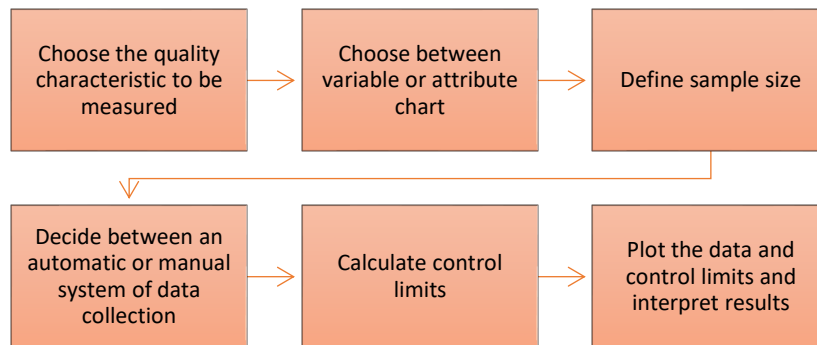 Choose the quality
characteristic to be
measured
Choose between
variable or attribute
chart
Define sample size
Decide between an
automatic or manual
system of data
collection
Calculate control
limits
Plot the data and
control limits and
interpret results